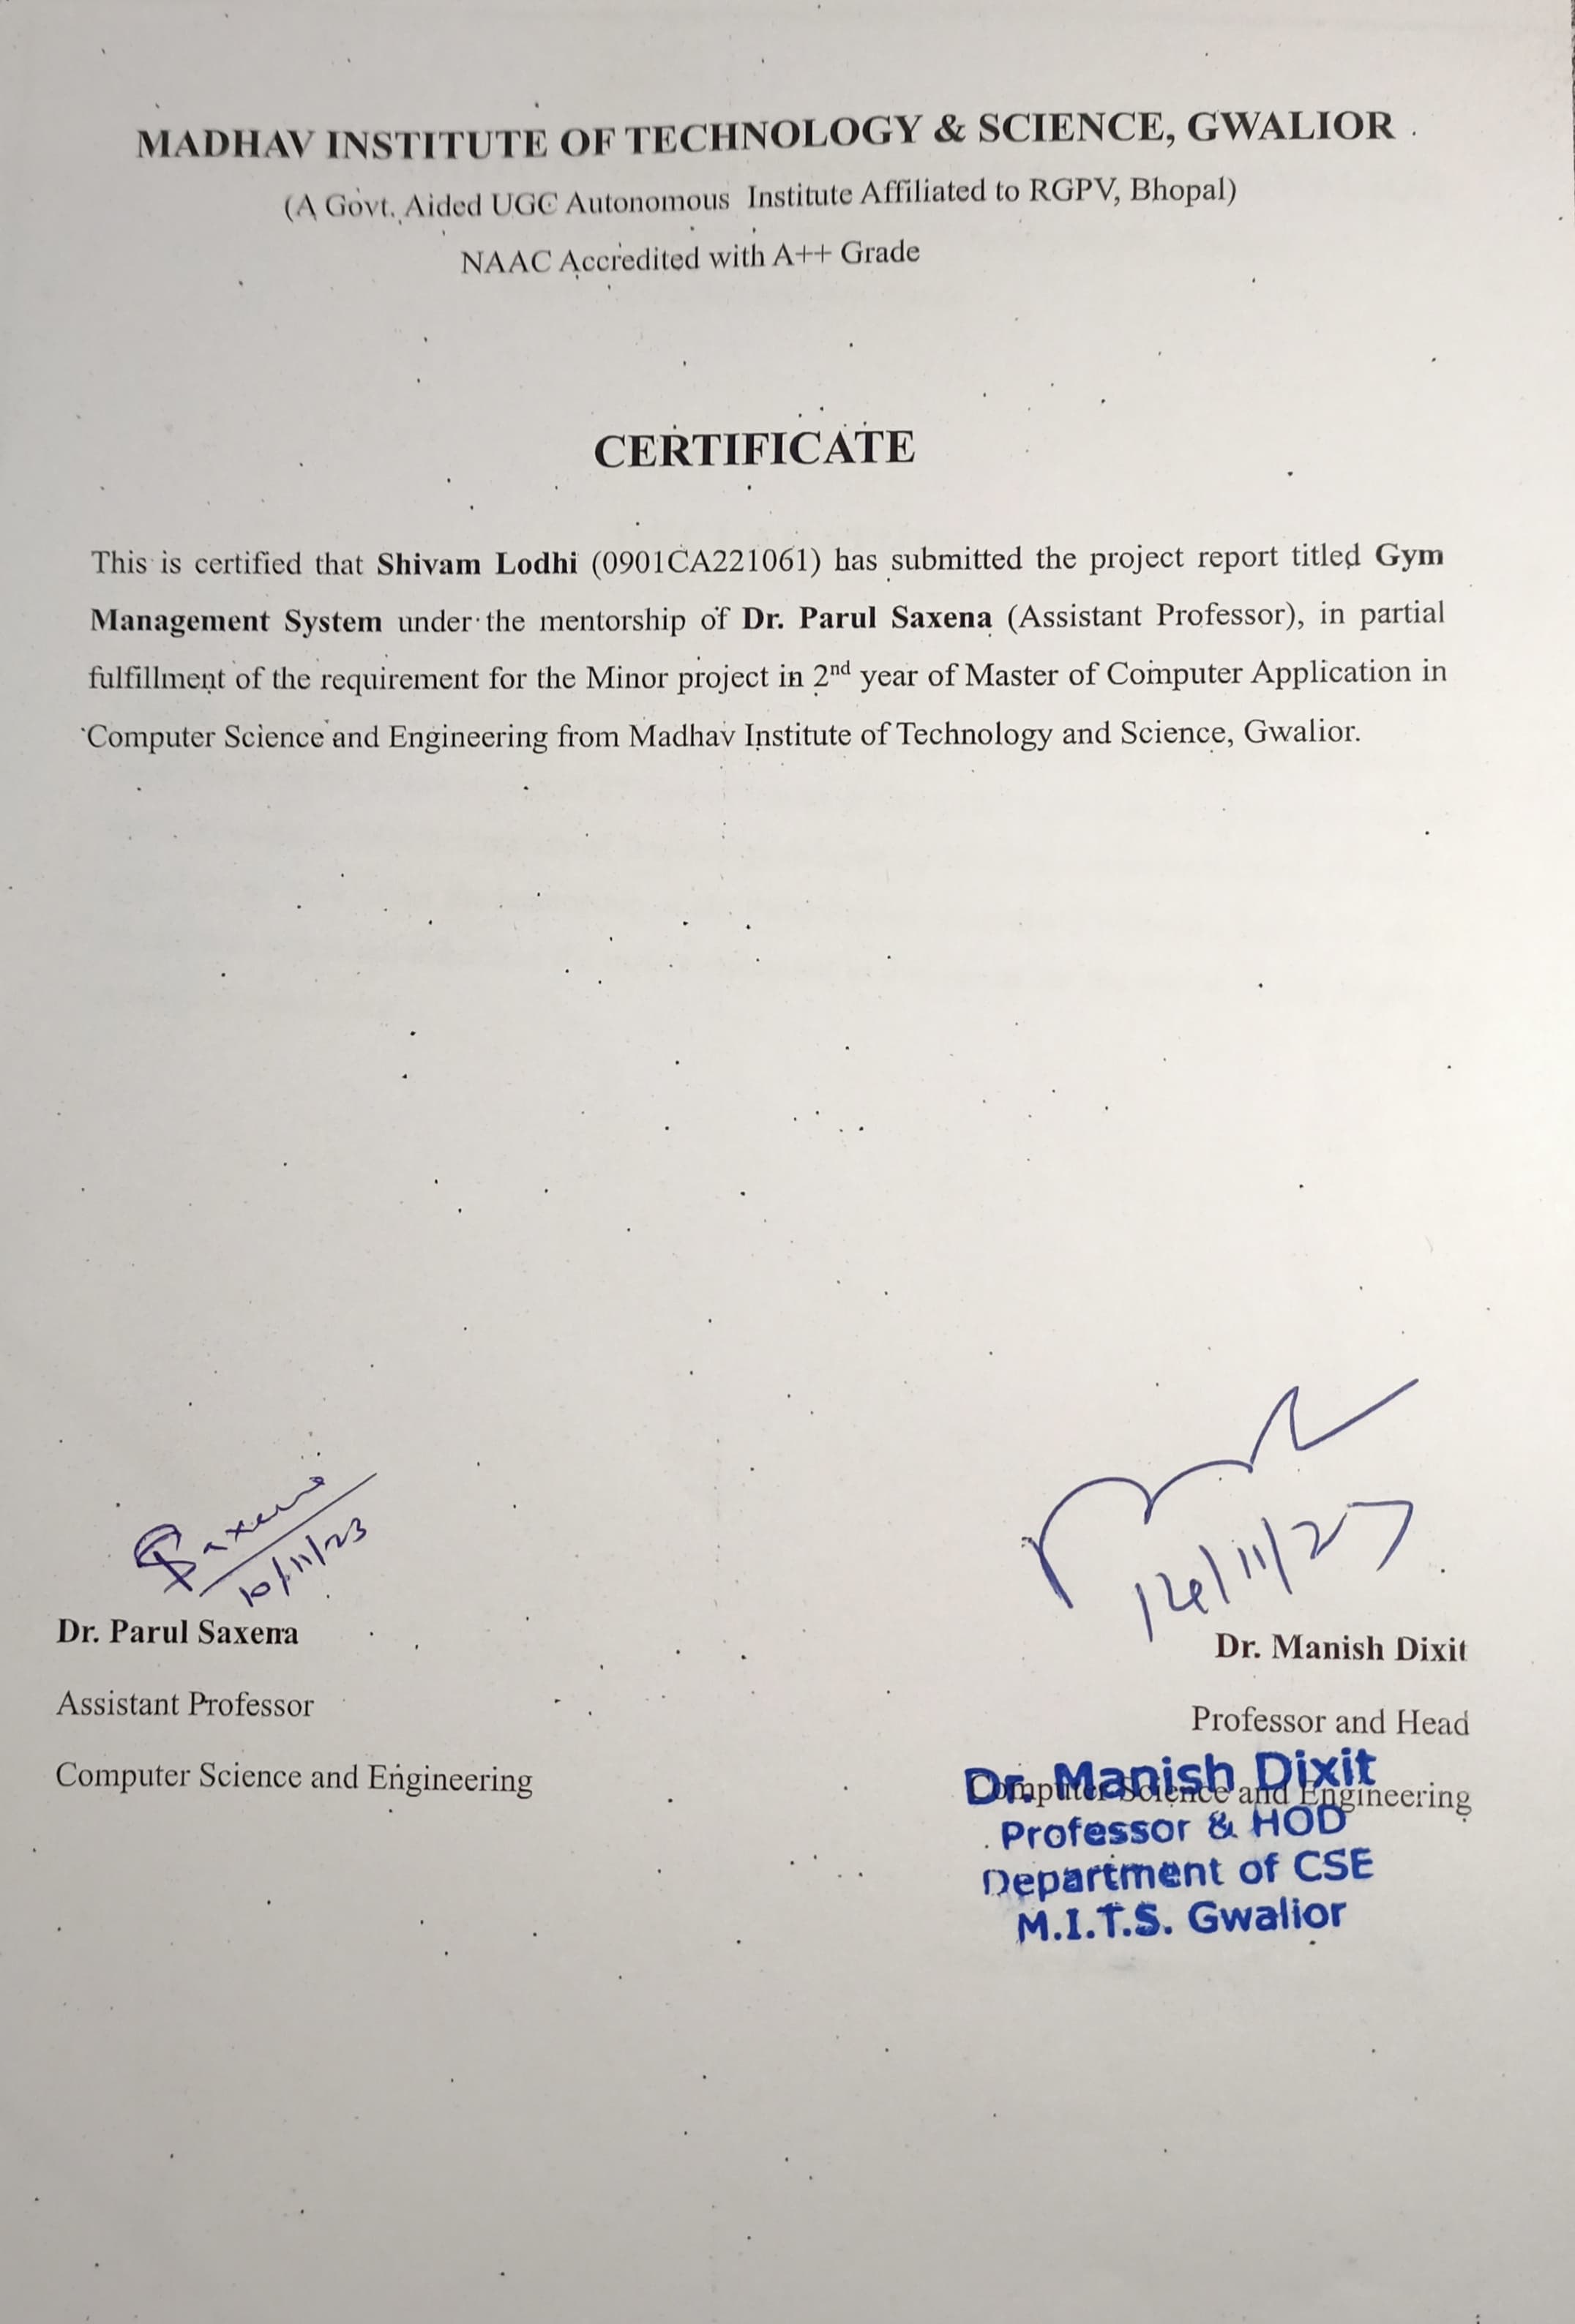 MADHAV INSTITUTE OF TECHNOLOGY & SCIENCE, GWALIOR
(A Govt. Aided UGC Autonomous Institute Affiliated to RGPV, Bhopal)
NAAC Accredited with A++ Grade
CERTIFICATE
This is certified that Shivam Lodhi (0901CA221061) has submitted the project report titled Gym
Management System under the mentorship of Dr. Parul Saxena (Assistant Professor), in partial
fulfillment of the requirement for the Minor project in 2nd year of Master of Computer Application in
Computer Science and Engineering from Madhav Institute of Technology and Science, Gwalior.
Saxena
10/11/23
Dr. Parul Saxena
Assistant Professor
Computer Science and Engineering
Dr. Manish Dixit
Professor and Head
Computer Science and Engineering
Dr. Manish Dixit
Professor & HOD
Department of CSE
M.I.T.S. Gwalior